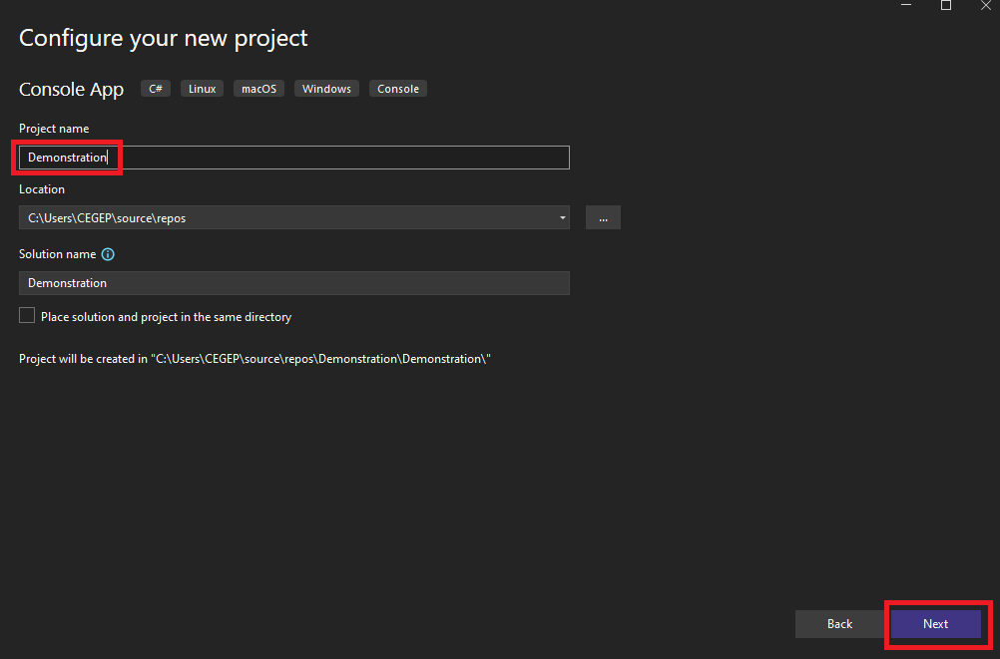 Configure your new project
Console App C# Linux macOS Windows Console
Project name
Demonstration
Location
C:\Users\CEGEP\source\repos
...
Solution name
Demonstration
Place solution and project in the same directory
Project will be created in "C:\Users\CEGEP\source\repos\Demonstration\Demonstration\"
Back Next